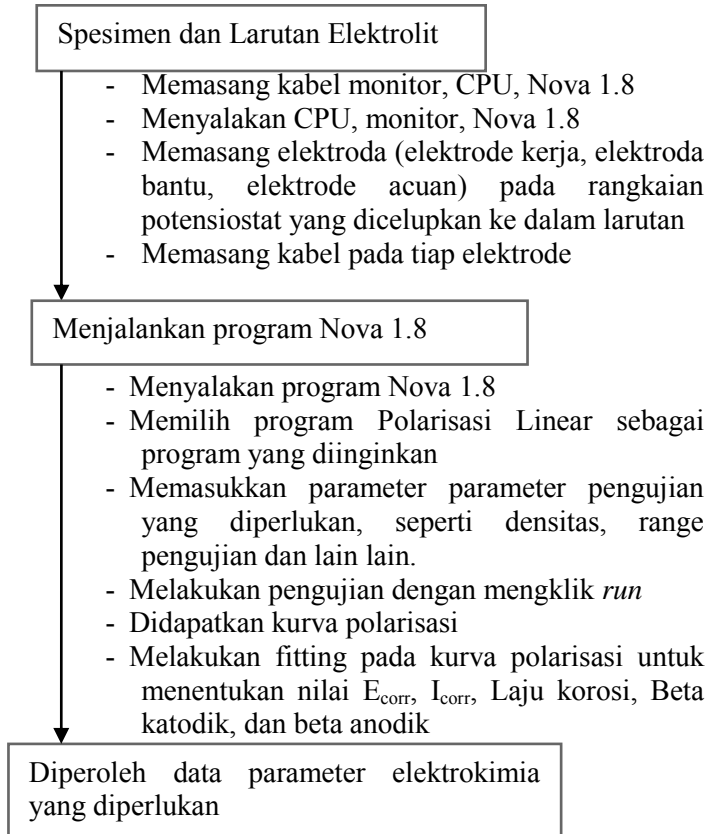 Spesimen dan Larutan Elektrolit
- Memasang kabel monitor, CPU, Nova 1.8
- Menyalakan CPU, monitor, Nova 1.8
- Memasang elektroda (elektrode kerja, elektroda
bantu, elektrode acuan) pada rangkaian
potensiostat yang dicelupkan ke dalam larutan
- Memasang kabel pada tiap elektrode
Menjalankan program Nova 1.8
- Menyalakan program Nova 1.8
- Memilih program Polarisasi Linear sebagai
program yang diinginkan
- Memasukkan parameter parameter pengujian
yang diperlukan, seperti densitas, range
pengujian dan lain lain.
- Melakukan pengujian dengan mengklik run
- Didapatkan kurva polarisasi
- Melakukan fitting pada kurva polarisasi untuk
menentukan nilai Ecorr, Icorr, Laju korosi, Beta
katodik, dan beta anodik
Diperoleh data parameter elektrokimia
yang diperlukan